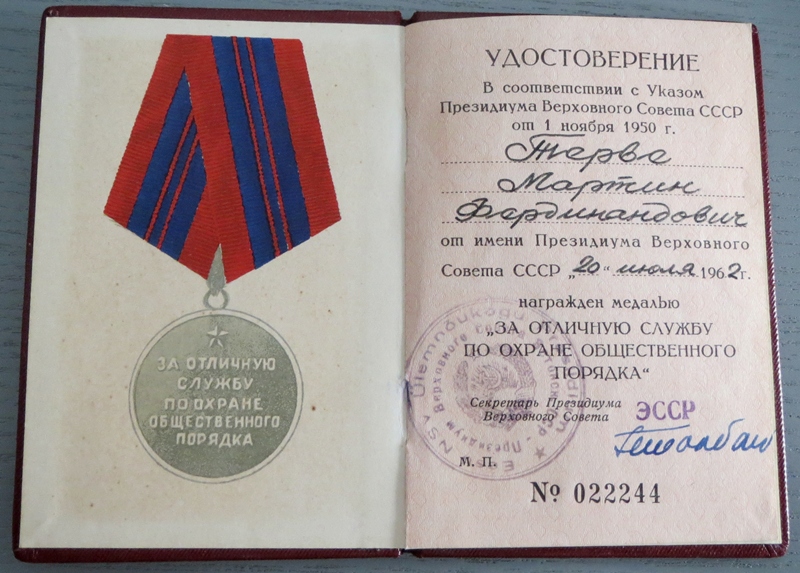 ЗА ОТЛИЧНУЮ
СЛУЖБУ
ПО ОХРАНЕ
ОБЩЕСТВЕННОГО
ПОРЯДКА
УДОСТОВЕРЕНИЕ
В соответствии с Указом
Президиума Верховного Совета СССР
от 1 ноября 1950 г.
Терве
Мартин
Фердинандович
от имени Президиума Верховного
Совета СССР „20“ июля 1962г.
награжден медалью
„ЗА ОТЛИЧНУЮ СЛУЖБУ
ПО ОХРАНЕ ОБЩЕСТВЕННОГО
ПОРЯДКА“
Секретарь Президиума
Верховного Совета ЭССР
М. П.
№ 022244